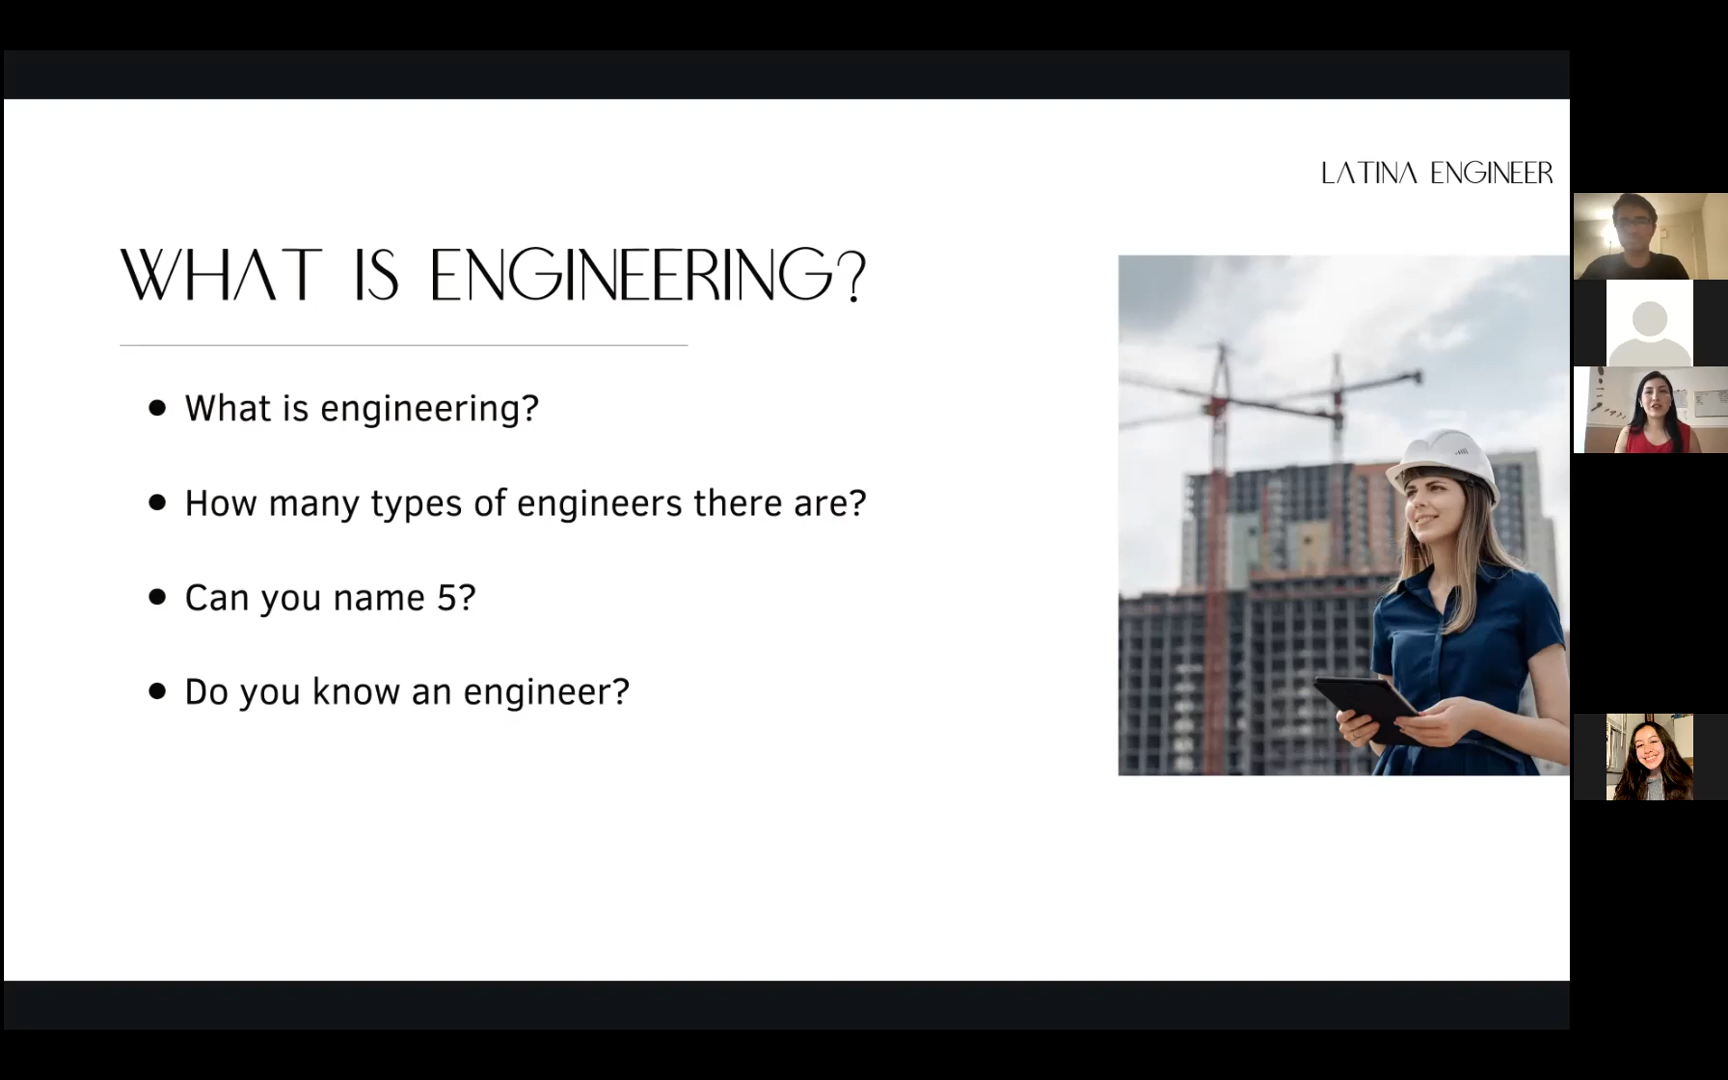 LATINA ENGINEER
WHAT IS ENGINEERING?
What is engineering?
How many types of engineers there are?
Can you name 5?
Do you know an engineer?